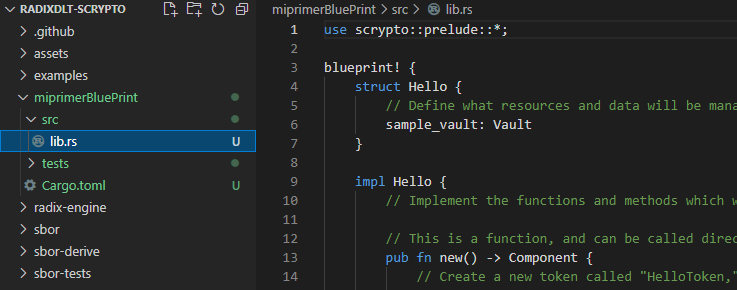 RADIXDLT-SCRYPTO
.github
assets
examples
miprimerBluePrint
src
lib.rs U
tests
Cargo.toml U
radix-engine
sbor
sbor-derive
sbor-tests
miprimerBluePrint > src > lib.rs
1 use scrypto::prelude::*;
2
3 blueprint! {
4 struct Hello {
5 // Define what resources and data will be mana
6 sample_vault: Vault
7 }
8
9 impl Hello {
10 // Implement the functions and methods which w
11
12 // This is a function, and can be called direc
13 pub fn new() -> Component {
14 // Create a new token called "HelloToken,"